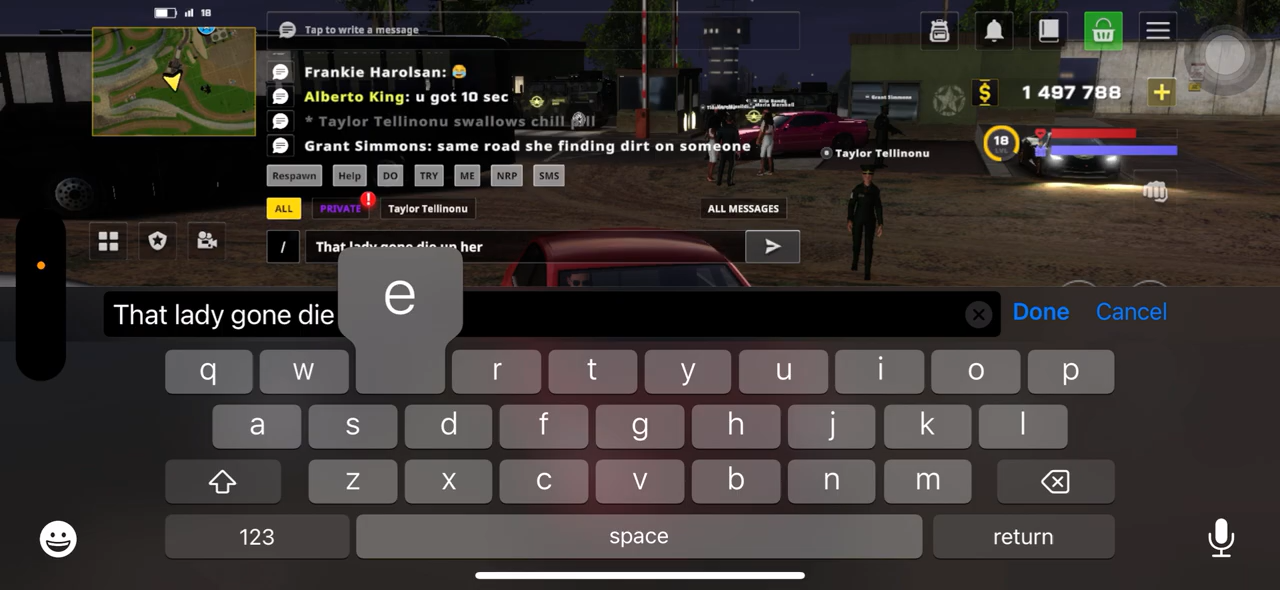 18
Tap to write a message
Frankie Harolsan: 😂
Alberto King: u got 10 sec
* Taylor Tellinonu swallows chill pill
Grant Simmons: same road she finding dirt on someone
Respawn Help DO TRY ME NRP SMS
ALL PRIVATE ! Taylor Tellinonu ALL MESSAGES
/ That lady gone die up her
$ 1 497 788 +
18
Grant Simmons
Taylor Tellinonu
That lady gone die
e
Done Cancel
q w r t y u i o p
a s d f g h j k l
z x c v b n m
123 space return